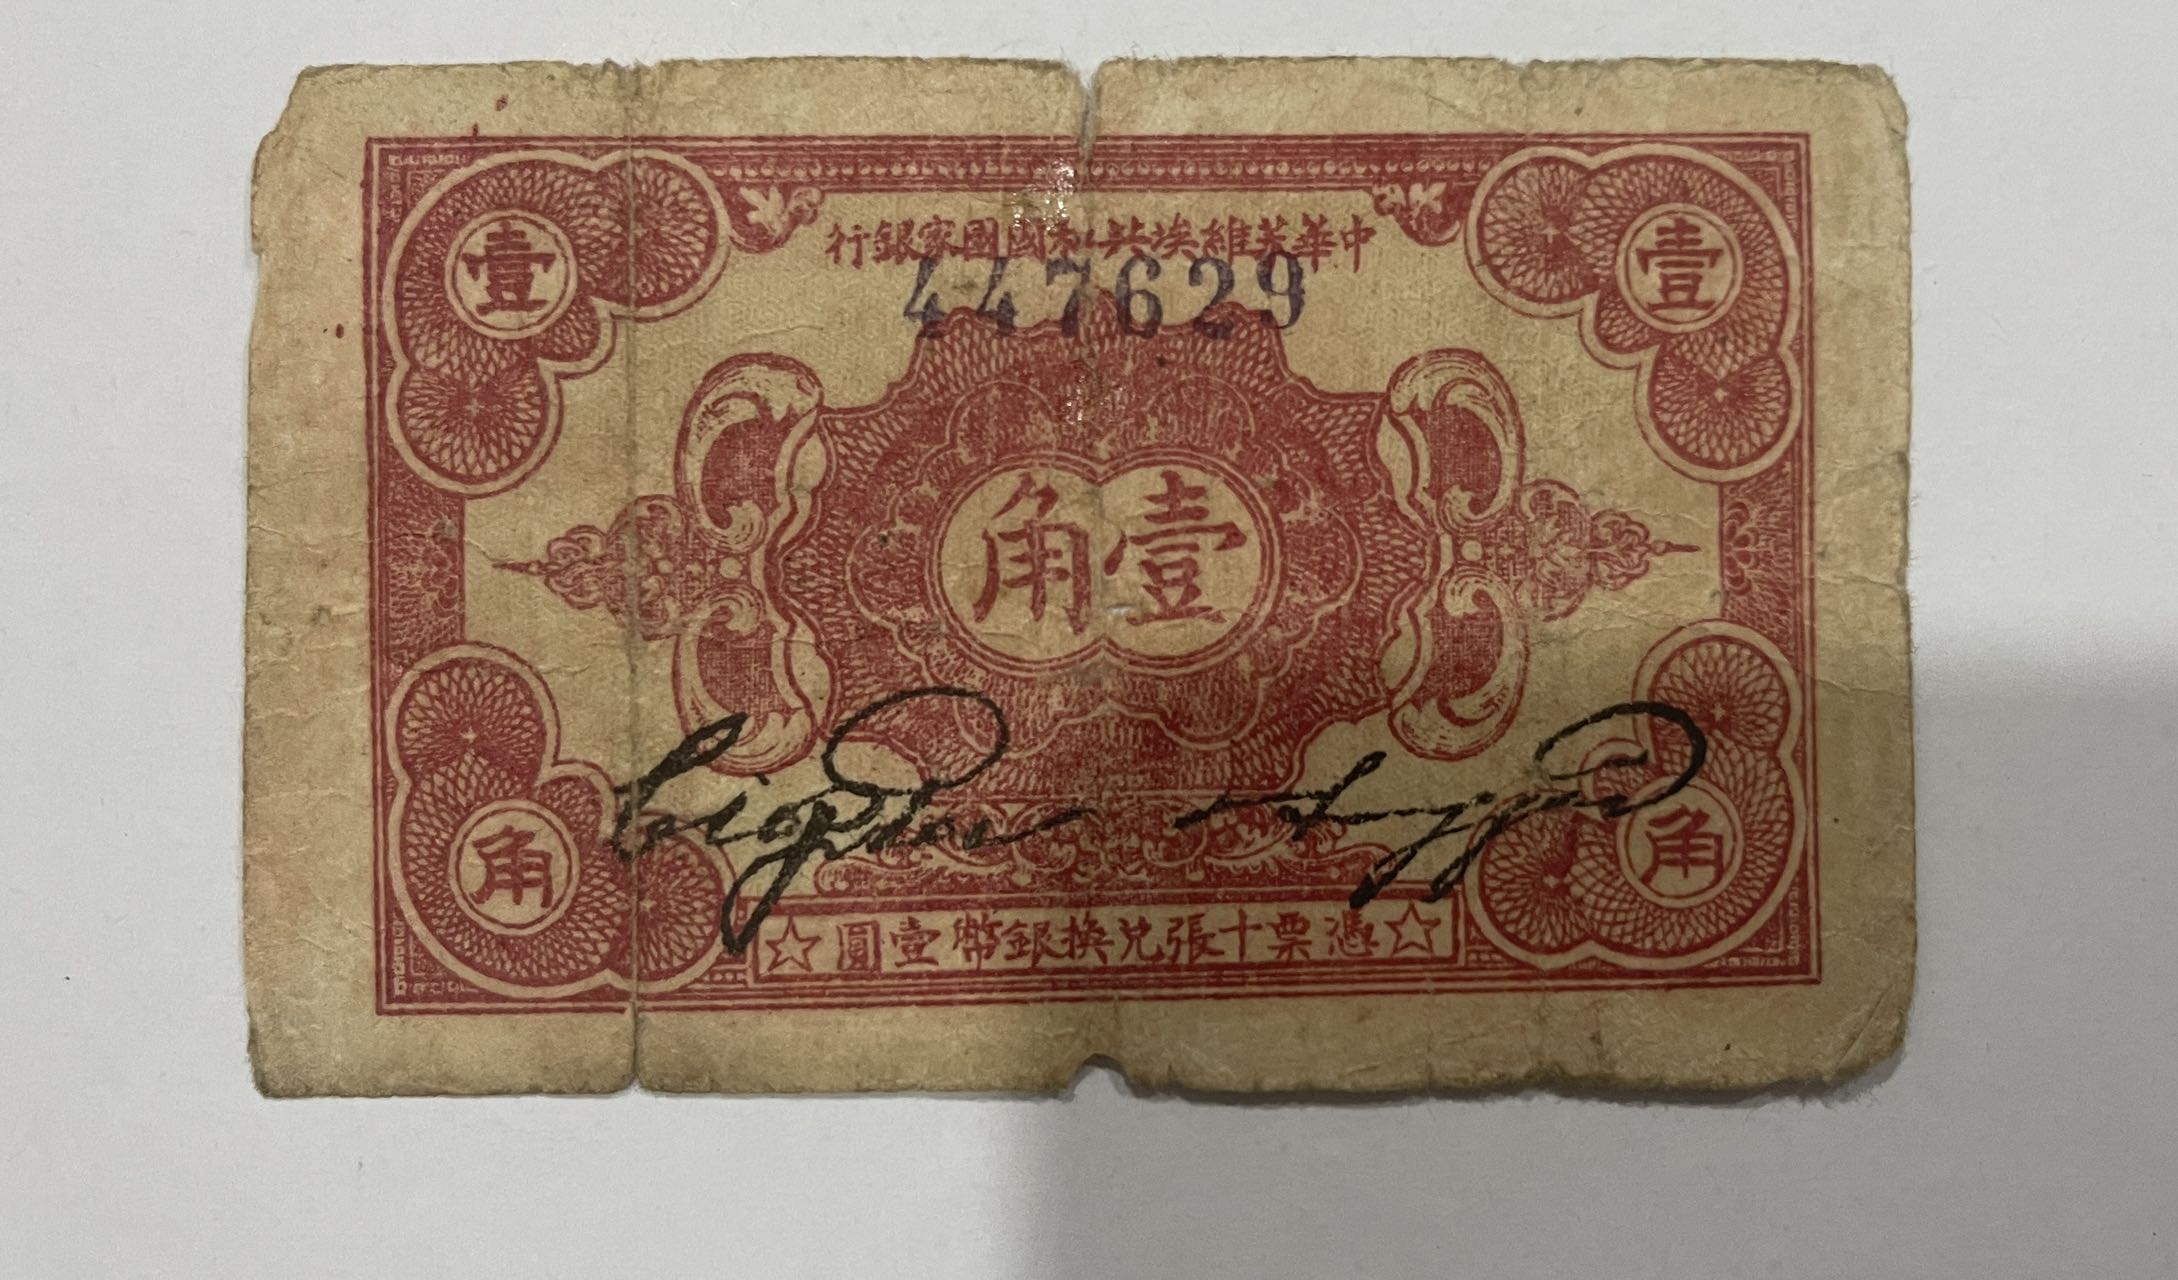 壹
壹
中華蘇維埃共和國國家銀行
447629
壹角
角
角
憑票十張兌換銀幣壹圓